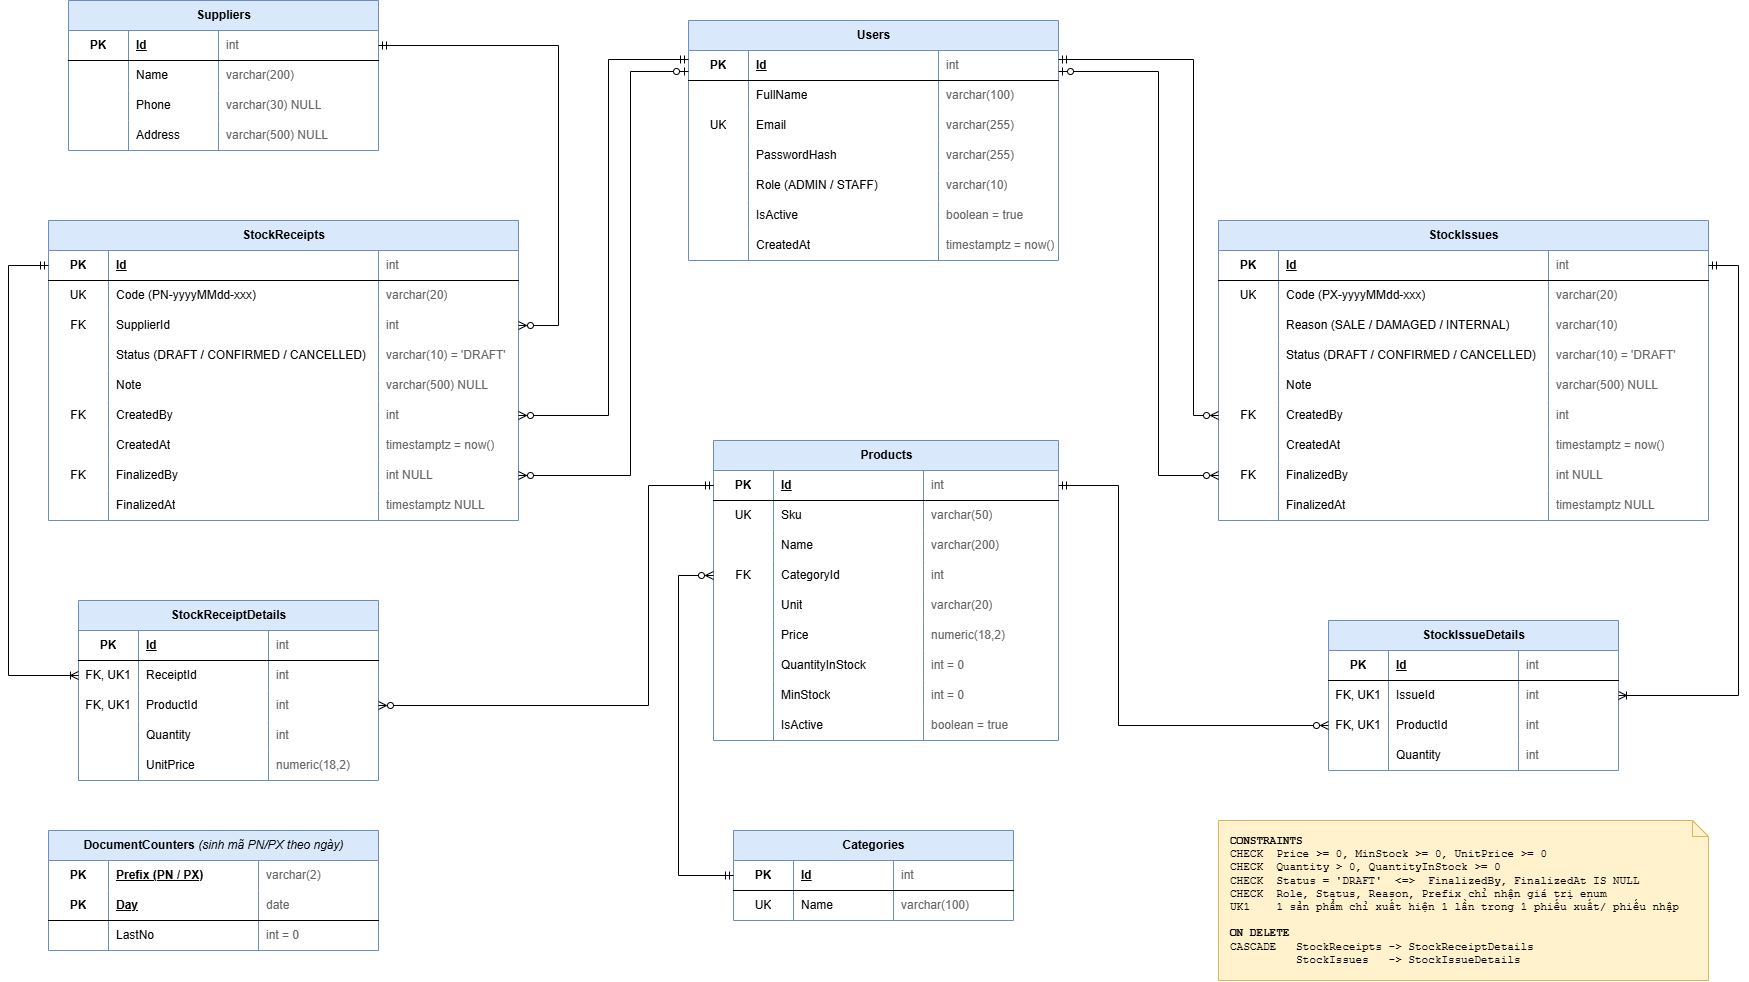 Suppliers
PK Id int
Name varchar(200)
Phone varchar(30) NULL
Address varchar(500) NULL
Users
PK Id int
FullName varchar(100)
UK Email varchar(255)
PasswordHash varchar(255)
Role (ADMIN / STAFF) varchar(10)
IsActive boolean = true
CreatedAt timestamptz = now()
StockReceipts
PK Id int
UK Code (PN-yyyyMMdd-xxx) varchar(20)
FK SupplierId int
Status (DRAFT / CONFIRMED / CANCELLED) varchar(10) = 'DRAFT'
Note varchar(500) NULL
FK CreatedBy int
CreatedAt timestamptz = now()
FK FinalizedBy int NULL
FinalizedAt timestamptz NULL
StockIssues
PK Id int
UK Code (PX-yyyyMMdd-xxx) varchar(20)
Reason (SALE / DAMAGED / INTERNAL) varchar(10)
Status (DRAFT / CONFIRMED / CANCELLED) varchar(10) = 'DRAFT'
Note varchar(500) NULL
FK CreatedBy int
CreatedAt timestamptz = now()
FK FinalizedBy int NULL
FinalizedAt timestamptz NULL
Products
PK Id int
UK Sku varchar(50)
Name varchar(200)
FK CategoryId int
Unit varchar(20)
Price numeric(18,2)
QuantityInStock int = 0
MinStock int = 0
IsActive boolean = true
StockReceiptDetails
PK Id int
FK, UK1 ReceiptId int
FK, UK1 ProductId int
Quantity int
UnitPrice numeric(18,2)
StockIssueDetails
PK Id int
FK, UK1 IssueId int
FK, UK1 ProductId int
Quantity int
DocumentCounters (sinh mã PN/PX theo ngày)
PK Prefix (PN / PX) varchar(2)
PK Day date
LastNo int = 0
Categories
PK Id int
UK Name varchar(100)
CONSTRAINTS
CHECK Price >= 0, MinStock >= 0, UnitPrice >= 0
CHECK Quantity > 0, QuantityInStock >= 0
CHECK Status = 'DRAFT' <=> FinalizedBy, FinalizedAt IS NULL
CHECK Role, Status, Reason, Prefix chỉ nhận giá trị enum
UK1 1 sản phẩm chỉ xuất hiện 1 lần trong 1 phiếu xuất/ phiếu nhập
ON DELETE
CASCADE StockReceipts -> StockReceiptDetails
StockIssues -> StockIssueDetails